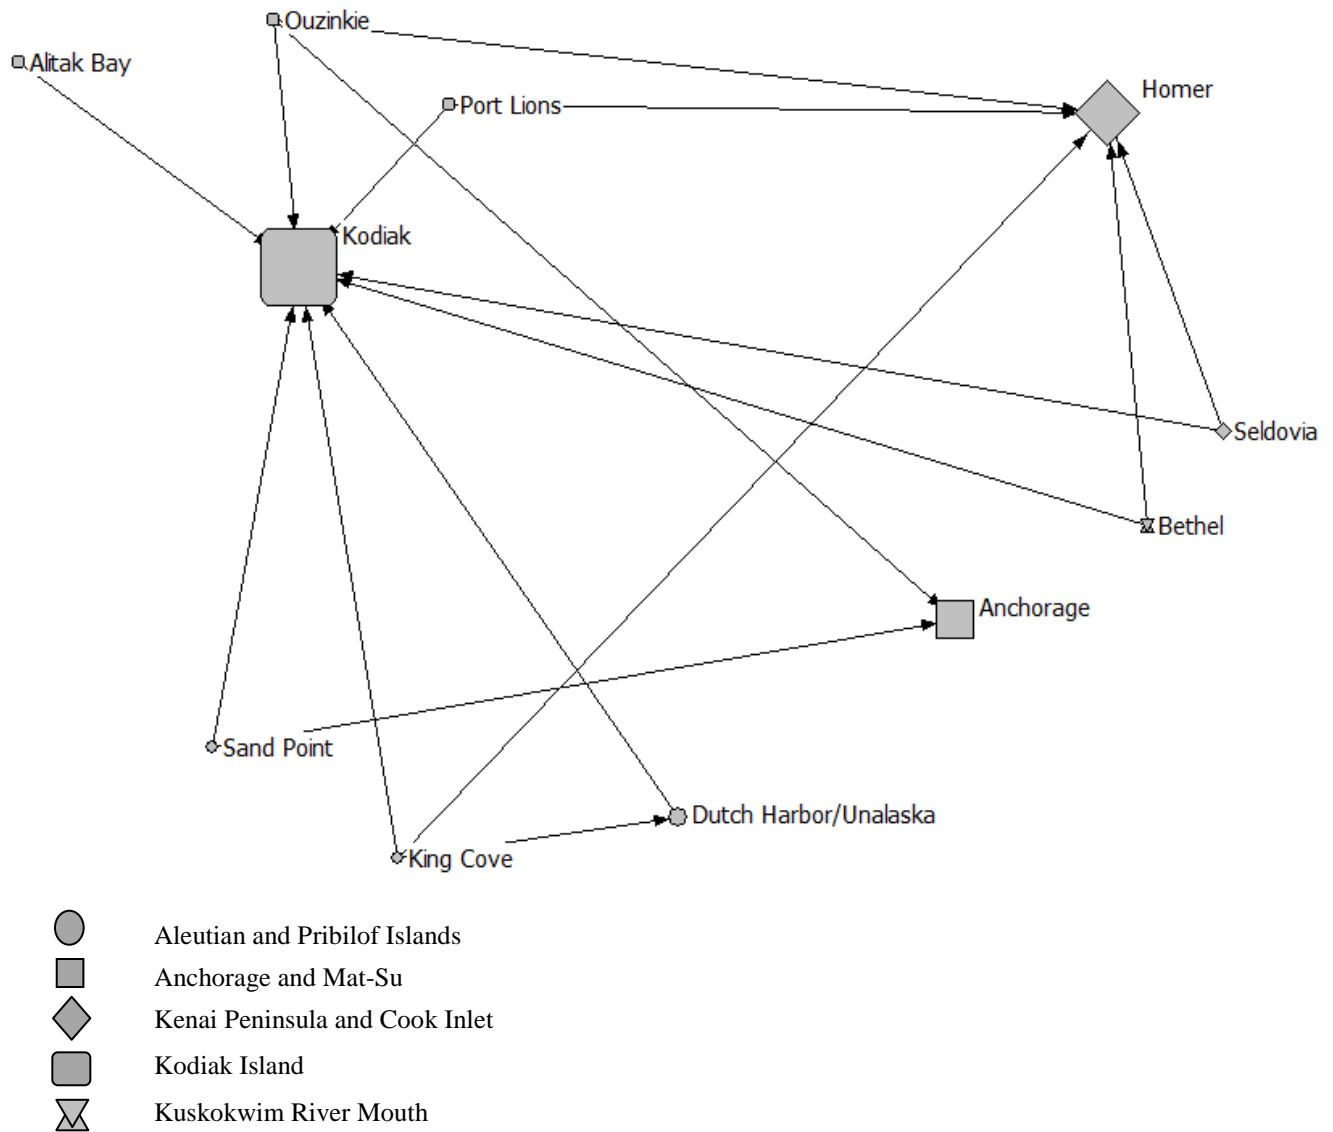 Ouzinkie
Alitak Bay
Homer
Port Lions
Kodiak
Seldovia
Bethel
Anchorage
Sand Point
Dutch Harbor/Unalaska
King Cove
Aleutian and Pribilof Islands
Anchorage and Mat-Su
Kenai Peninsula and Cook Inlet
Kodiak Island
Kuskokwim River Mouth